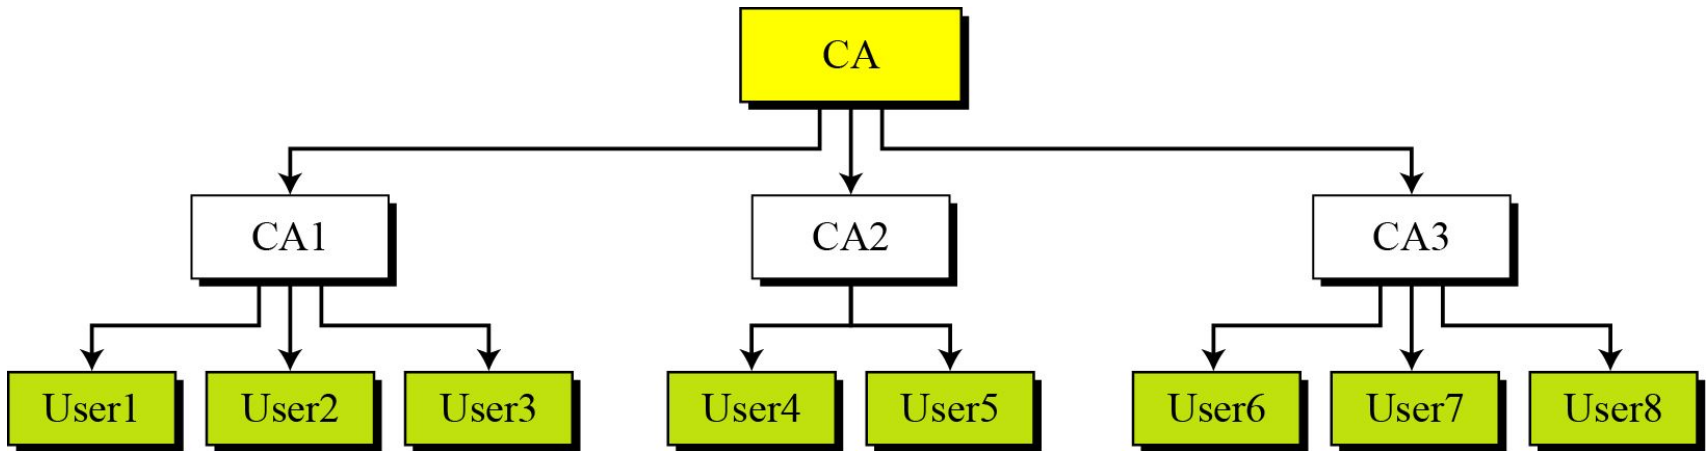 CA
CA1 CA2 CA3
User1 User2 User3 User4 User5 User6 User7 User8